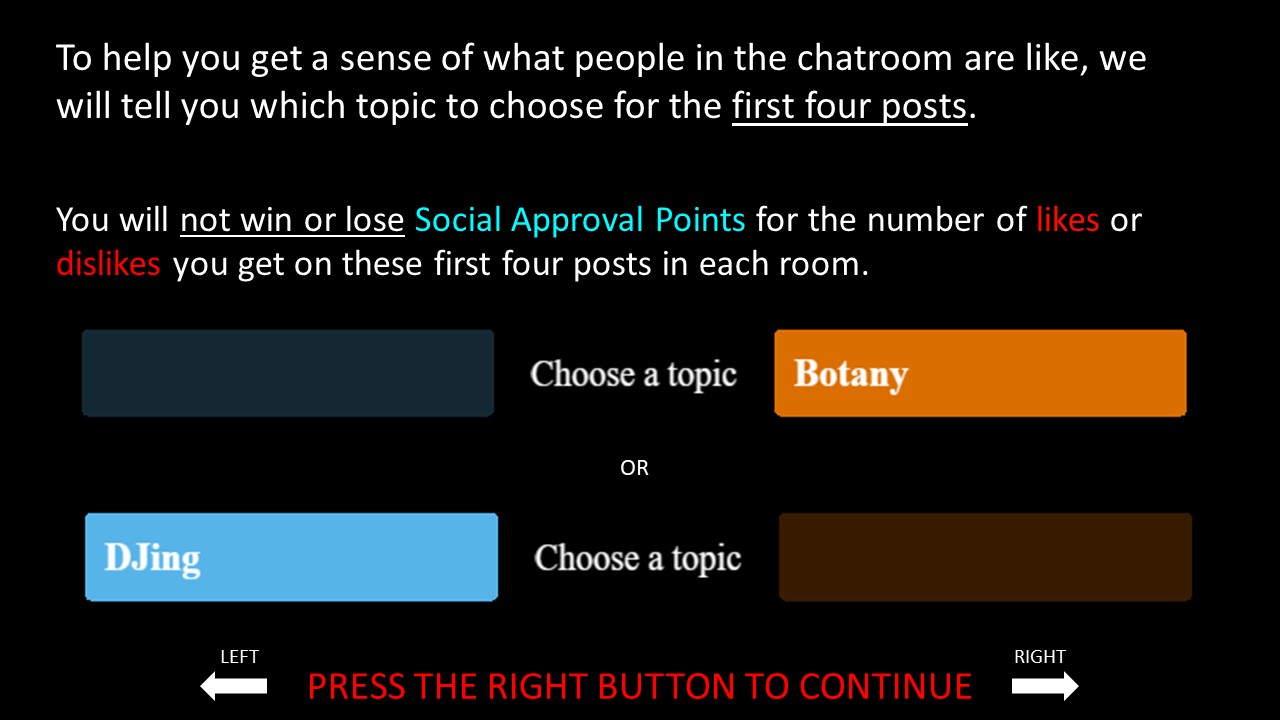 To help you get a sense of what people in the chatroom are like, we
will tell you which topic to choose for the first four posts.
You will not win or lose Social Approval Points for the number of likes or
dislikes you get on these first four posts in each room.
Choose a topic Botany
OR
DJing Choose a topic
LEFT RIGHT
PRESS THE RIGHT BUTTON TO CONTINUE